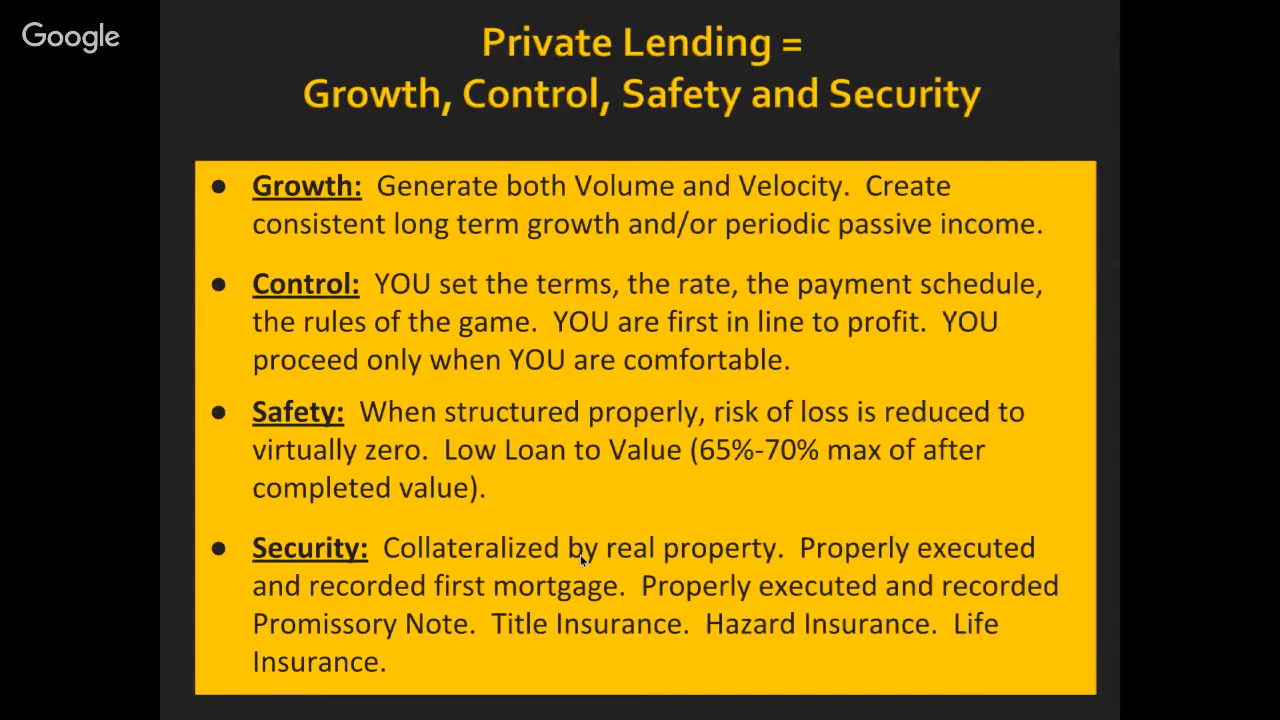 Google
Private Lending =
Growth, Control, Safety and Security
● Growth: Generate both Volume and Velocity. Create
consistent long term growth and/or periodic passive income.
● Control: YOU set the terms, the rate, the payment schedule,
the rules of the game. YOU are first in line to profit. YOU
proceed only when YOU are comfortable.
● Safety: When structured properly, risk of loss is reduced to
virtually zero. Low Loan to Value (65%-70% max of after
completed value).
● Security: Collateralized by real property. Properly executed
and recorded first mortgage. Properly executed and recorded
Promissory Note. Title Insurance. Hazard Insurance. Life
Insurance.